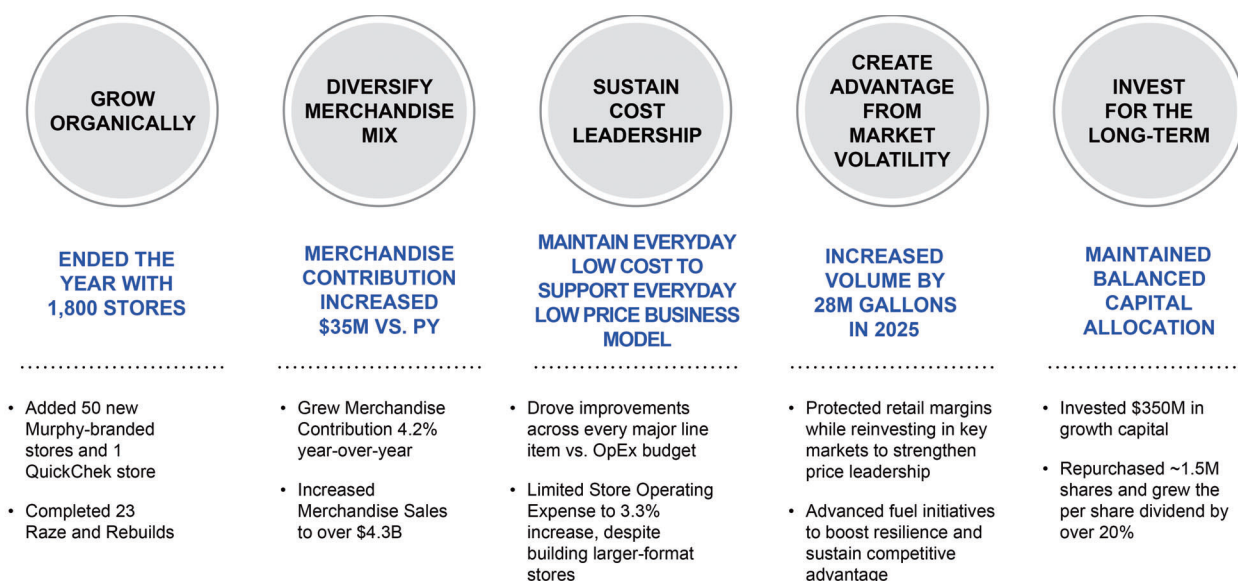 GROW
ORGANICALLY
ENDED THE
YEAR WITH
1,800 STORES
• Added 50 new
Murphy-branded
stores and 1
QuickChek store
• Completed 23
Raze and Rebuilds
DIVERSIFY
MERCHANDISE
MIX
MERCHANDISE
CONTRIBUTION
INCREASED
$35M VS. PY
• Grew Merchandise
Contribution 4.2%
year-over-year
• Increased
Merchandise Sales
to over $4.3B
SUSTAIN
COST
LEADERSHIP
MAINTAIN EVERYDAY
LOW COST TO
SUPPORT EVERYDAY
LOW PRICE BUSINESS
MODEL
• Drove improvements
across every major line
item vs. OpEx budget
• Limited Store Operating
Expense to 3.3%
increase, despite
building larger-format
stores
CREATE
ADVANTAGE
FROM
MARKET
VOLATILITY
INCREASED
VOLUME BY
28M GALLONS
IN 2025
• Protected retail margins
while reinvesting in key
markets to strengthen
price leadership
• Advanced fuel initiatives
to boost resilience and
sustain competitive
advantage
INVEST
FOR THE
LONG-TERM
MAINTAINED
BALANCED
CAPITAL
ALLOCATION
• Invested $350M in
growth capital
• Repurchased ~1.5M
shares and grew the
per share dividend by
over 20%